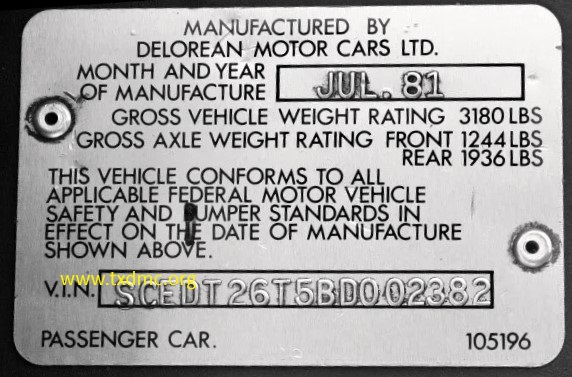 MANUFACTURED BY
DELOREAN MOTOR CARS LTD.
MONTH AND YEAR
OF MANUFACTURE JUL. 81
GROSS VEHICLE WEIGHT RATING 3180 LBS
GROSS AXLE WEIGHT RATING FRONT 1244 LBS
REAR 1936 LBS
THIS VEHICLE CONFORMS TO ALL
APPLICABLE FEDERAL MOTOR VEHICLE
SAFETY AND BUMPER STANDARDS IN
EFFECT ON THE DATE OF MANUFACTURE
SHOWN ABOVE.
www.txdmc.org
V.I.N. SCEDT26T5BD002382
PASSENGER CAR. 105196